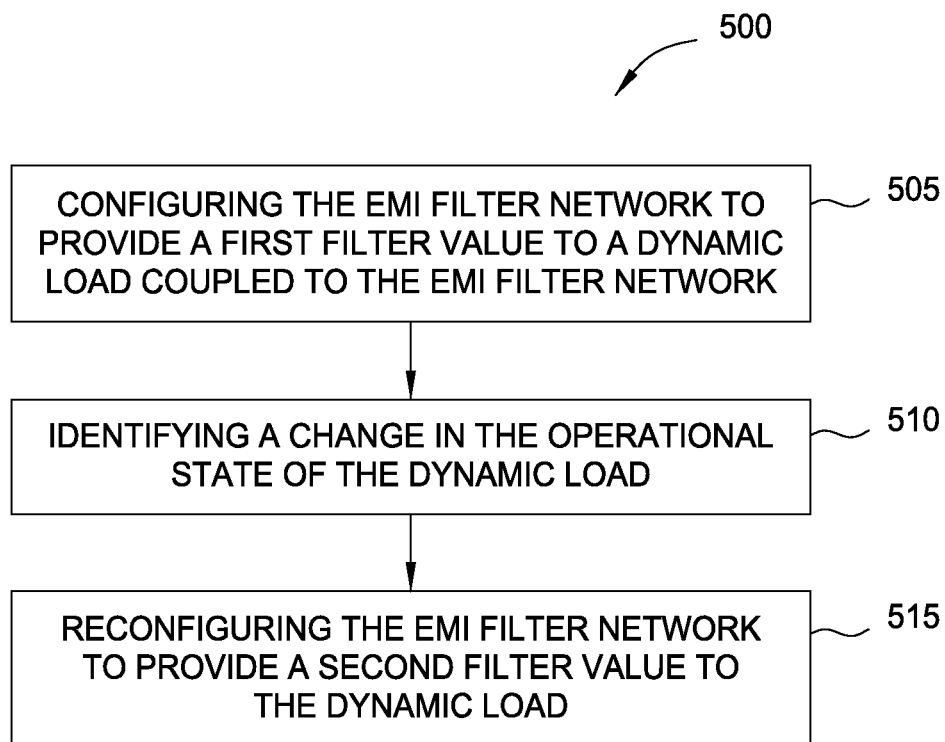 500
CONFIGURING THE EMI FILTER NETWORK TO
PROVIDE A FIRST FILTER VALUE TO A DYNAMIC
LOAD COUPLED TO THE EMI FILTER NETWORK
505
IDENTIFYING A CHANGE IN THE OPERATIONAL
STATE OF THE DYNAMIC LOAD
510
RECONFIGURING THE EMI FILTER NETWORK
TO PROVIDE A SECOND FILTER VALUE TO
THE DYNAMIC LOAD
515